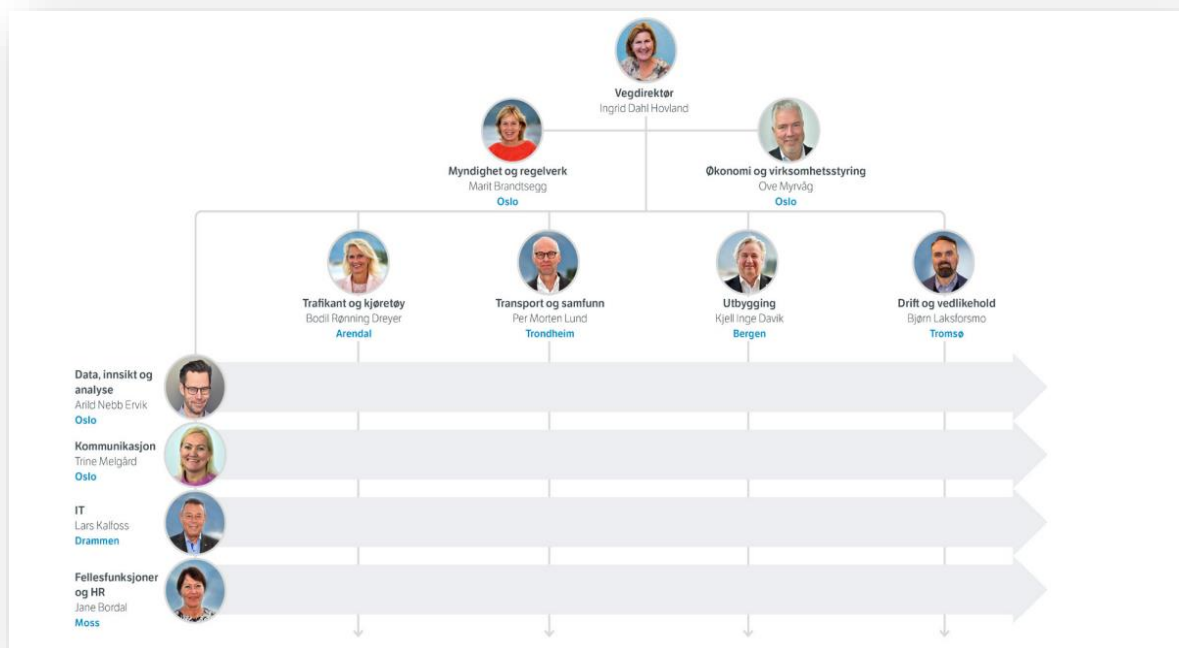 Vegdirektør
Ingrid Dahl Hovland
Myndighet og regelverk
Marit Brandtsegg
Oslo
Økonomi og virksomhetsstyring
Ove Myrvåg
Oslo
Trafikant og kjøretøy
Bodil Rønning Dreyer
Arendal
Transport og samfunn
Per Morten Lund
Trondheim
Utbygging
Kjell Inge Davik
Bergen
Drift og vedlikehold
Bjørn Laksforsmo
Tromsø
Data, innsikt og
analyse
Arild Nebb Ervik
Oslo
Kommunikasjon
Trine Melgård
Oslo
IT
Lars Kalfoss
Drammen
Fellesfunksjoner
og HR
Jane Bordal
Moss